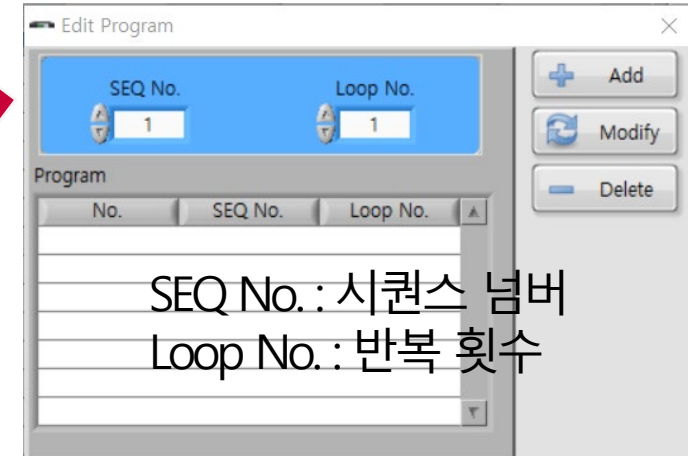 Edit Program
SEQ No. Loop No.
1 1
Add
Modify
Delete
Program
No. SEQ No. Loop No.
SEQ No. : 시퀀스 넘버
Loop No. : 반복 횟수